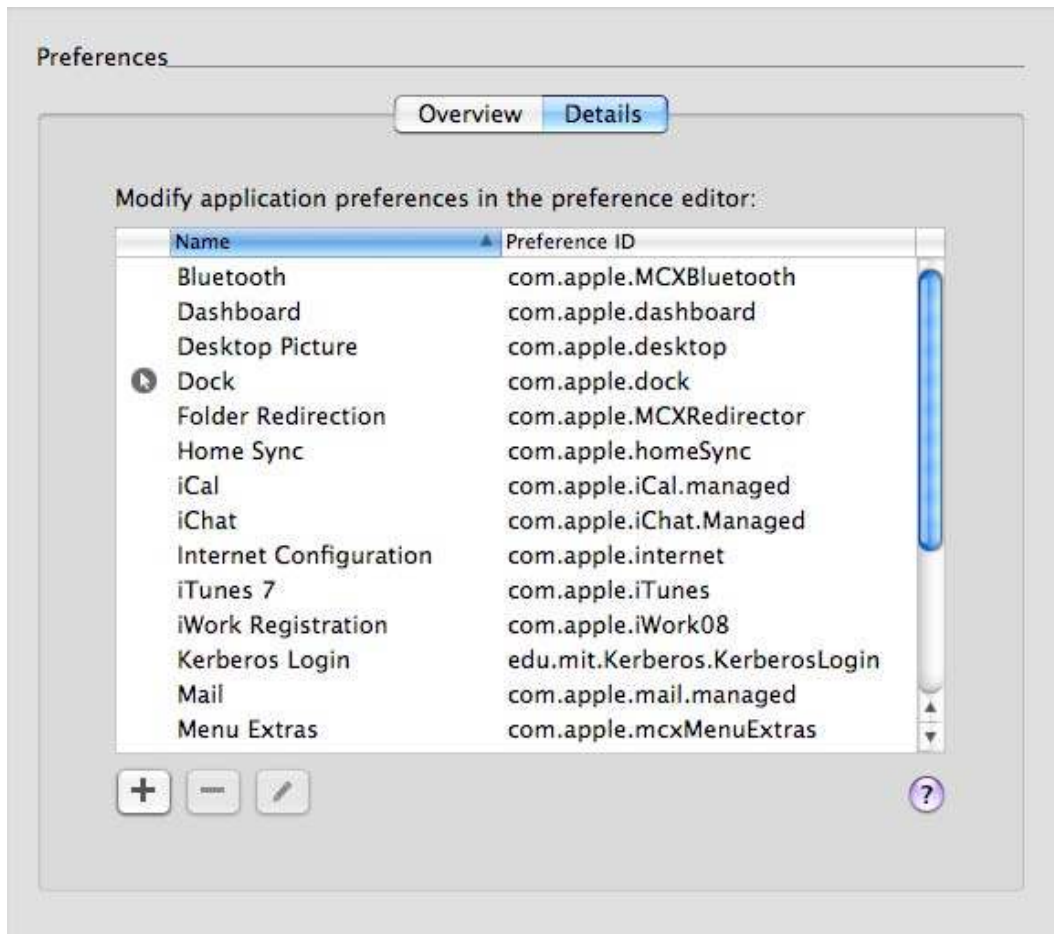 Preferences
Overview Details
Modify application preferences in the preference editor:
Name Preference ID
Bluetooth com.apple.MCXBluetooth
Dashboard com.apple.dashboard
Desktop Picture com.apple.desktop
Dock com.apple.dock
Folder Redirection com.apple.MCXRedirector
Home Sync com.apple.homeSync
iCal com.apple.iCal.managed
iChat com.apple.iChat.Managed
Internet Configuration com.apple.internet
iTunes 7 com.apple.iTunes
iWork Registration com.apple.iWork08
Kerberos Login edu.mit.Kerberos.KerberosLogin
Mail com.apple.mail.managed
Menu Extras com.apple.mcxMenuExtras
?